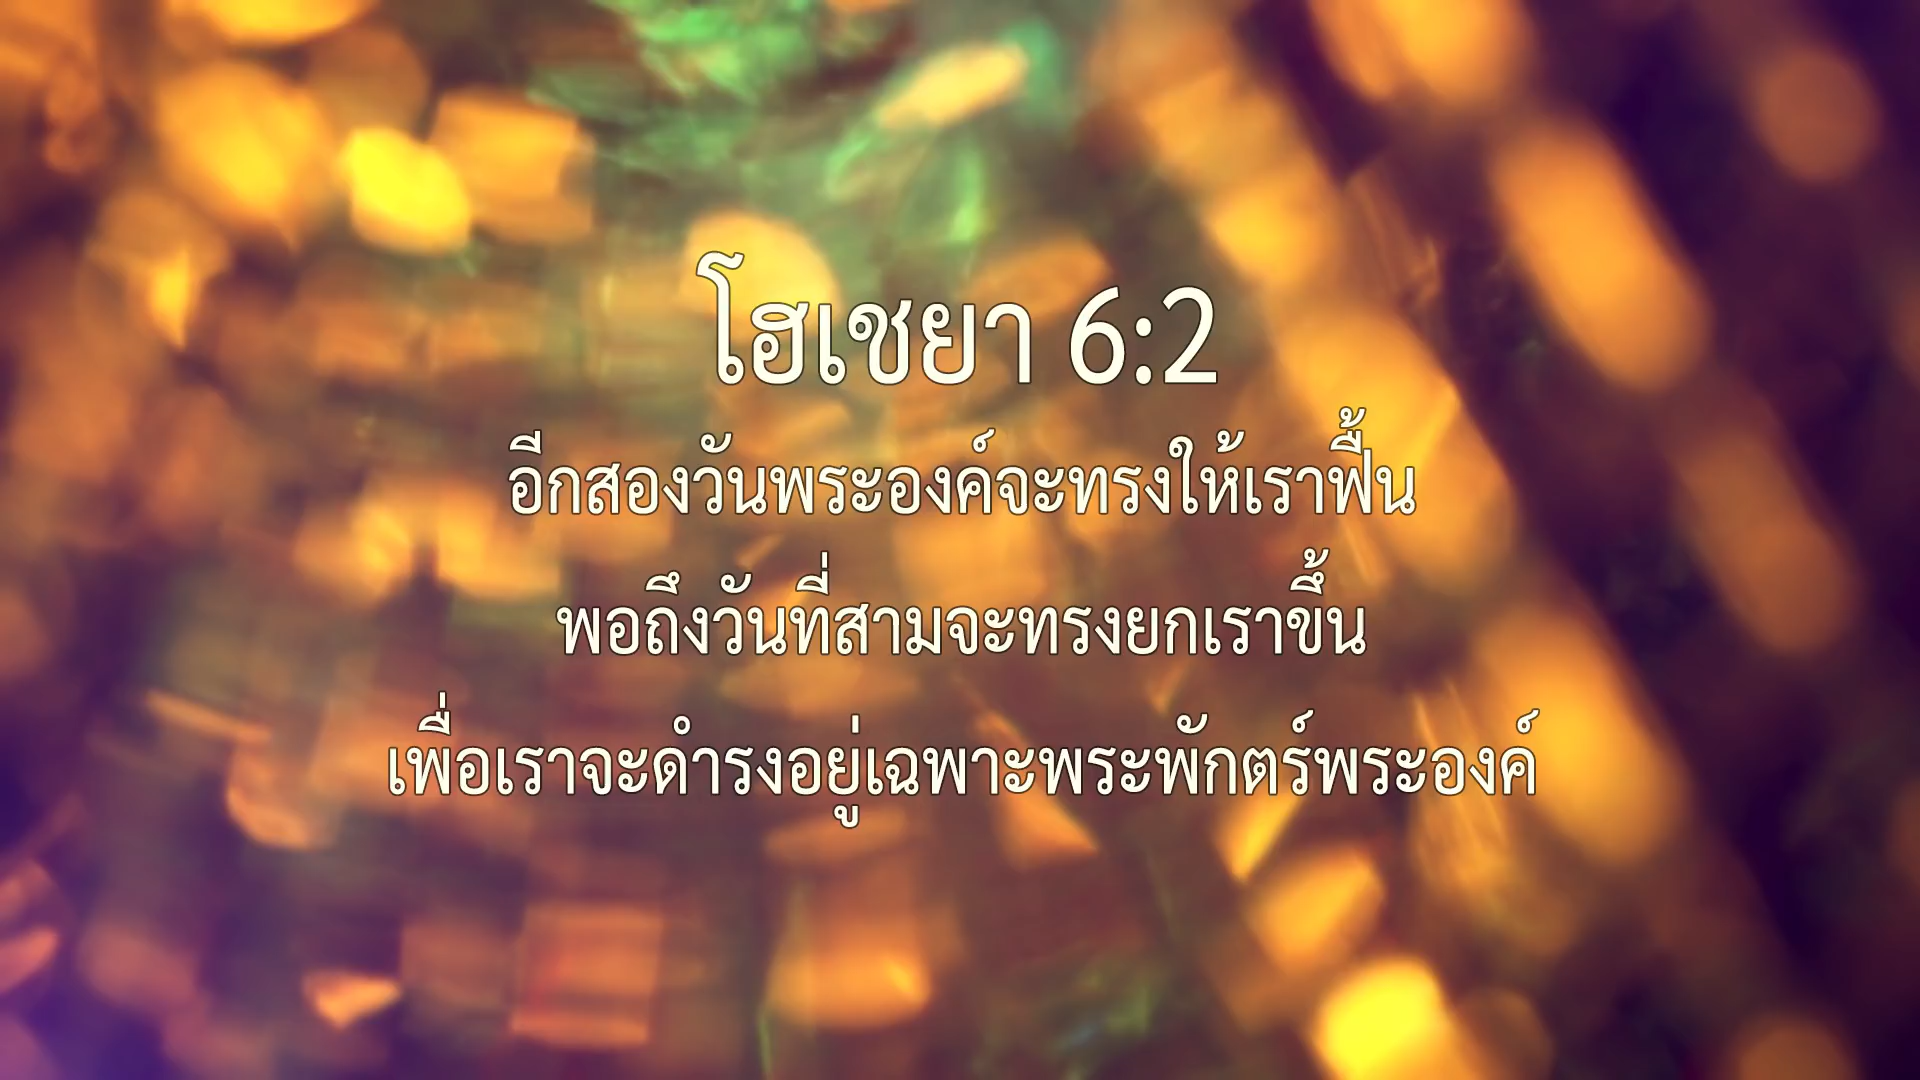 โฮเชยา 6:2
อีกสองวันพระองค์จะทรงให้เราฟื้น
พอถึงวันที่สามจะทรงยกเราขึ้น
เพื่อเราจะดำรงอยู่เฉพาะพระพักตร์พระองค์